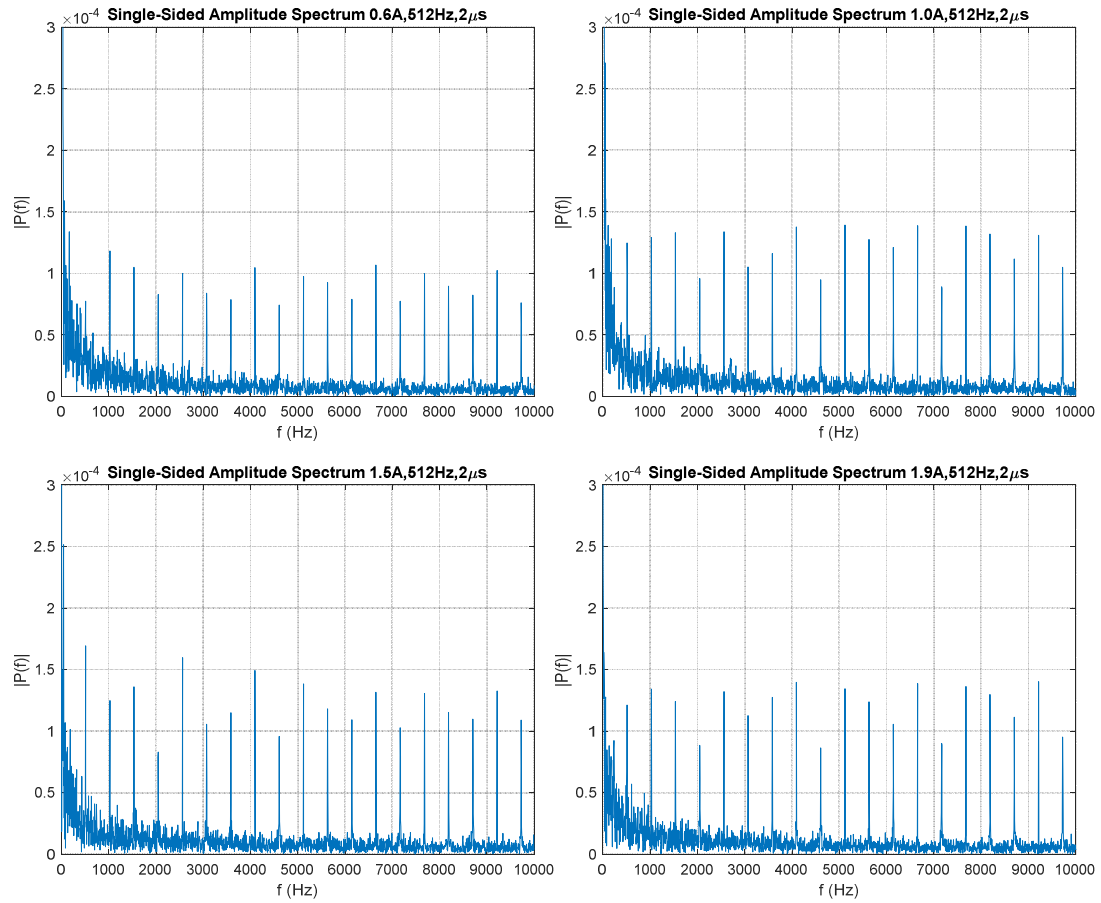 Single-Sided Amplitude Spectrum 0.6A,512Hz,2μs
×10⁻⁴
3
2.5
2
1.5
1
0.5
0
|P(f)|
0 1000 2000 3000 4000 5000 6000 7000 8000 9000 10000
f (Hz)
Single-Sided Amplitude Spectrum 1.0A,512Hz,2μs
×10⁻⁴
3
2.5
2
1.5
1
0.5
0
|P(f)|
0 1000 2000 3000 4000 5000 6000 7000 8000 9000 10000
f (Hz)
Single-Sided Amplitude Spectrum 1.5A,512Hz,2μs
×10⁻⁴
3
2.5
2
1.5
1
0.5
0
|P(f)|
0 1000 2000 3000 4000 5000 6000 7000 8000 9000 10000
f (Hz)
Single-Sided Amplitude Spectrum 1.9A,512Hz,2μs
×10⁻⁴
3
2.5
2
1.5
1
0.5
0
|P(f)|
0 1000 2000 3000 4000 5000 6000 7000 8000 9000 10000
f (Hz)